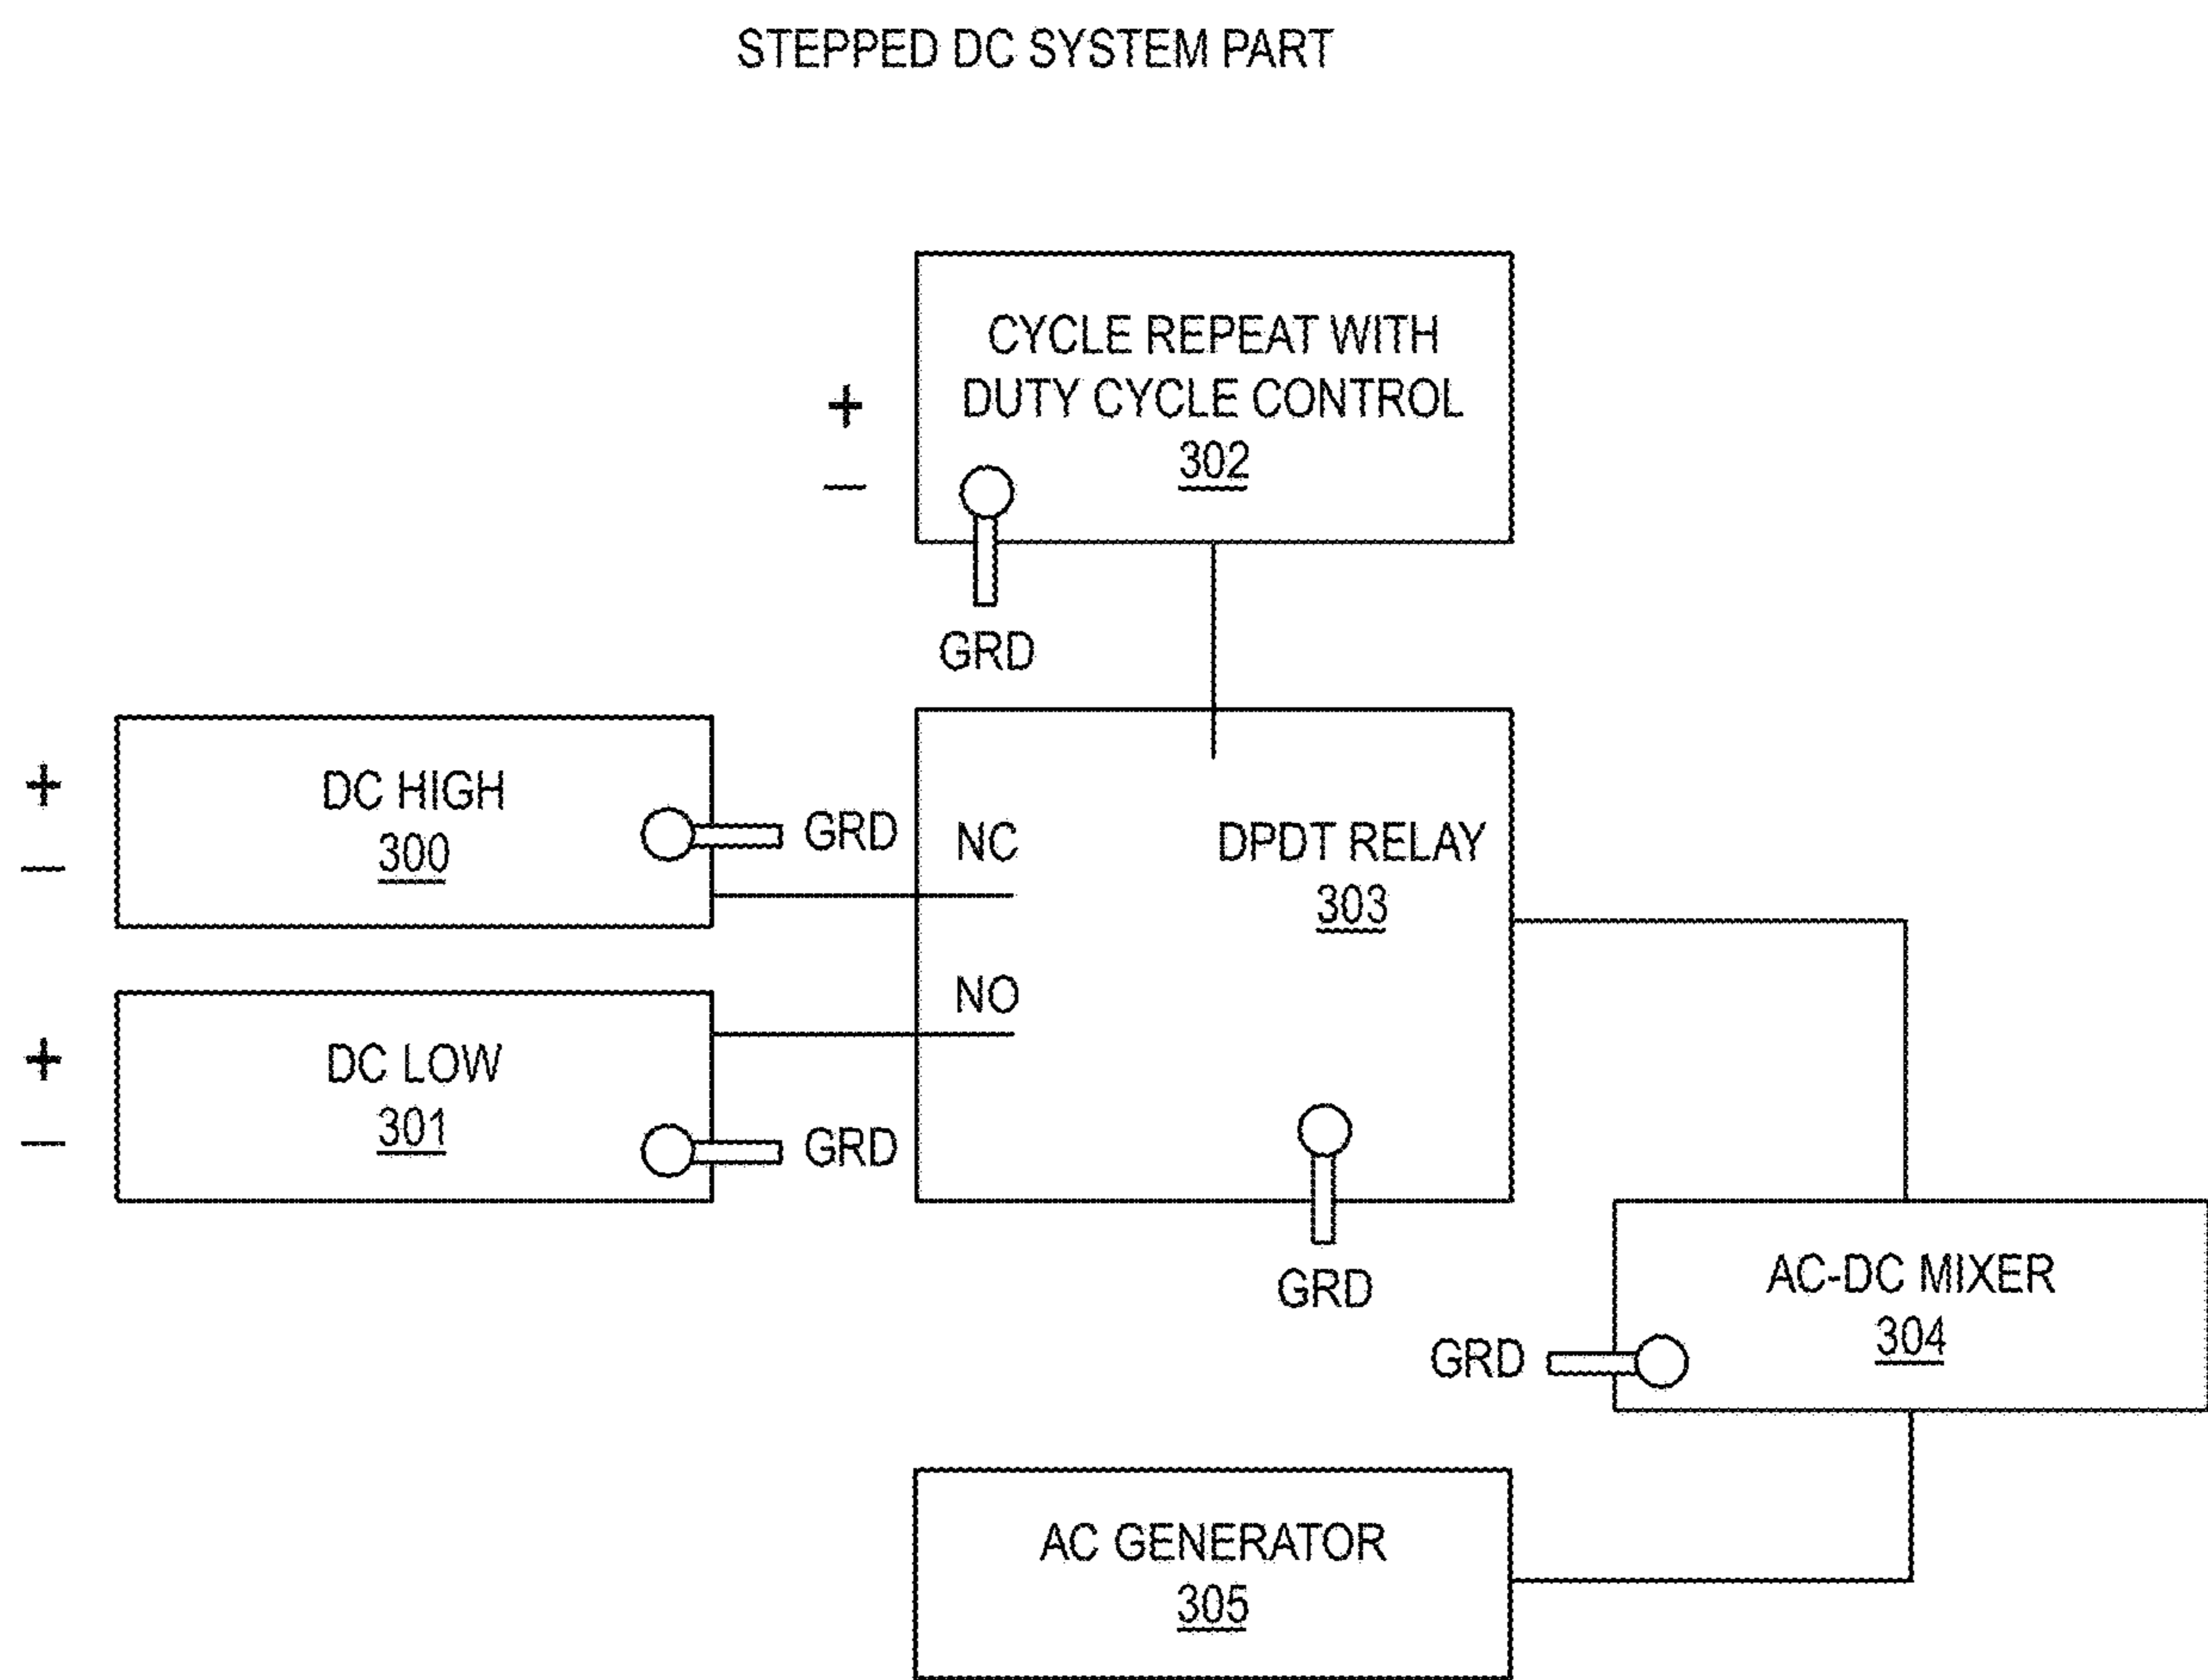 STEPPED DC SYSTEM PART
CYCLE REPEAT WITH
DUTY CYCLE CONTROL
302
+
–
GRD
DC HIGH
300
+
–
GRD
NC
DPDT RELAY
303
NO
DC LOW
301
+
–
GRD
GRD
AC-DC MIXER
304
GRD
AC GENERATOR
305